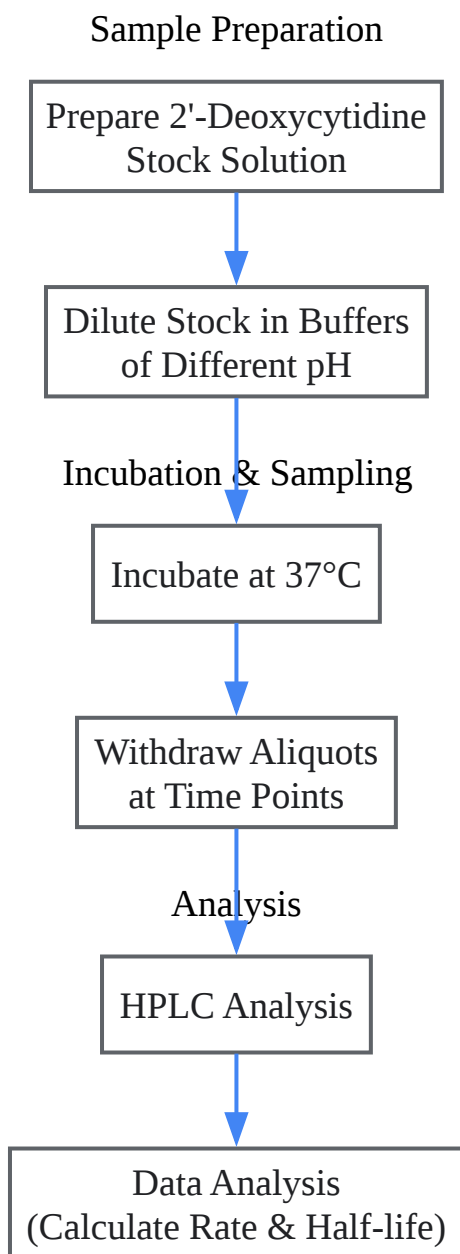 Sample Preparation
Prepare 2'-Deoxycytidine
Stock Solution
Dilute Stock in Buffers
of Different pH
Incubation & Sampling
Incubate at 37°C
Withdraw Aliquots
at Time Points
Analysis
HPLC Analysis
Data Analysis
(Calculate Rate & Half-life)